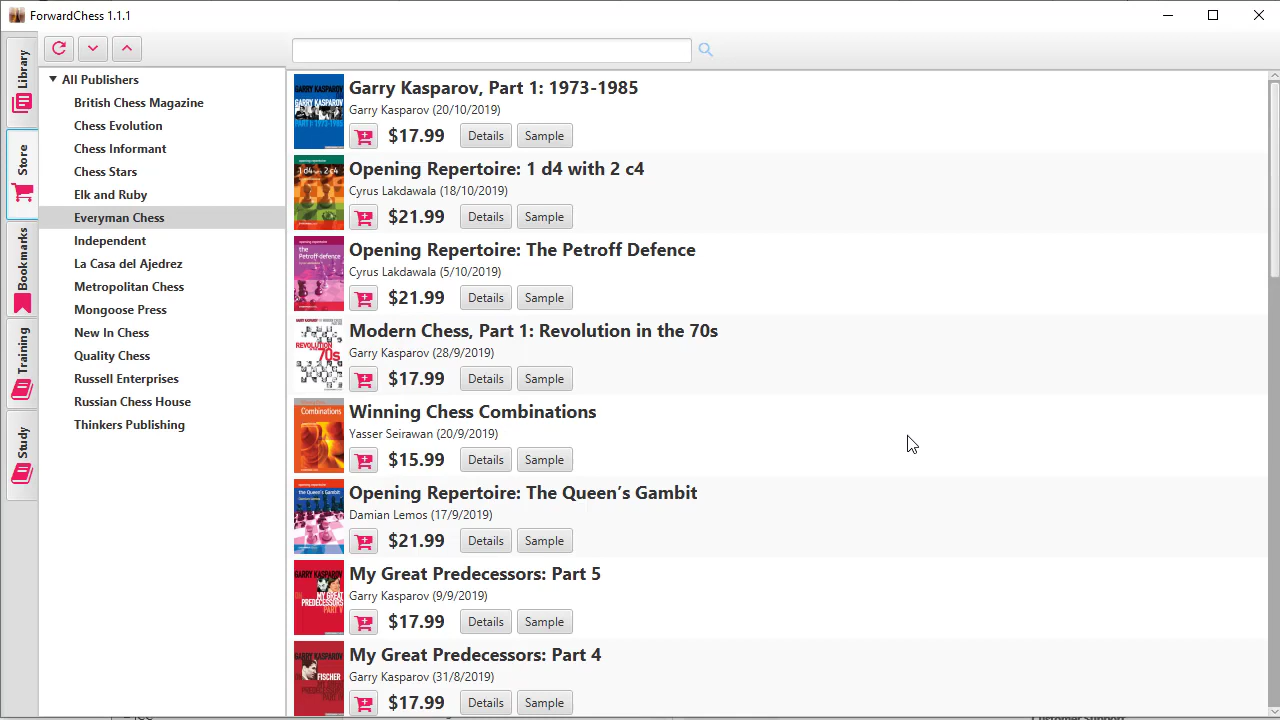 ForwardChess 1.1.1
Library
Store
Bookmarks
Training
Study
All Publishers
British Chess Magazine
Chess Evolution
Chess Informant
Chess Stars
Elk and Ruby
Everyman Chess
Independent
La Casa del Ajedrez
Metropolitan Chess
Mongoose Press
New In Chess
Quality Chess
Russell Enterprises
Russian Chess House
Thinkers Publishing
Garry Kasparov, Part 1: 1973-1985
Garry Kasparov (20/10/2019)
$17.99 Details Sample
Opening Repertoire: 1 d4 with 2 c4
Cyrus Lakdawala (18/10/2019)
$21.99 Details Sample
Opening Repertoire: The Petroff Defence
Cyrus Lakdawala (5/10/2019)
$21.99 Details Sample
Modern Chess, Part 1: Revolution in the 70s
Garry Kasparov (28/9/2019)
$17.99 Details Sample
Winning Chess Combinations
Yasser Seirawan (20/9/2019)
$15.99 Details Sample
Opening Repertoire: The Queen’s Gambit
Damian Lemos (17/9/2019)
$21.99 Details Sample
My Great Predecessors: Part 5
Garry Kasparov (9/9/2019)
$17.99 Details Sample
My Great Predecessors: Part 4
Garry Kasparov (31/8/2019)
$17.99 Details Sample